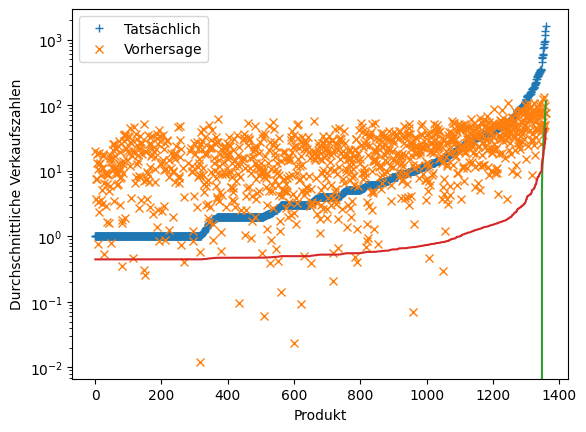 Tatsächlich
Vorhersage
Durchschnittliche Verkaufszahlen
10³
10²
10¹
10⁰
10⁻¹
10⁻²
0 200 400 600 800 1000 1200 1400
Produkt